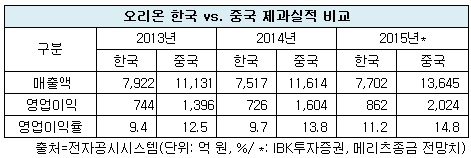 오리온 한국 vs. 중국 제과실적 비교
구분 2013년 2014년 2015년*
한국 중국 한국 중국 한국 중국
매출액 7,922 11,131 7,517 11,614 7,702 13,645
영업이익 744 1,396 726 1,604 862 2,024
영업이익률 9.4 12.5 9.7 13.8 11.2 14.8
출처=전자공시시스템(단위: 억 원, %/ *: IBK투자증권, 메리츠종금 전망치)